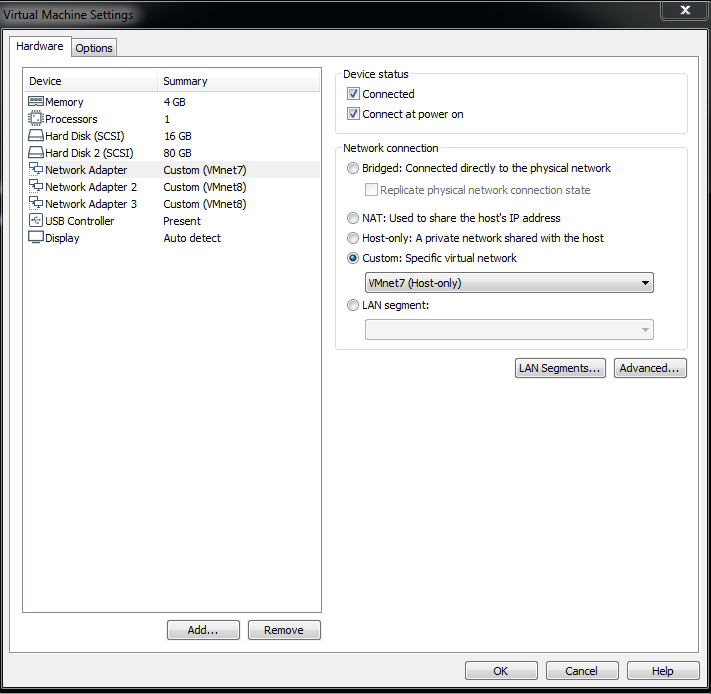 Virtual Machine Settings
Hardware Options
Device Summary
Memory 4 GB
Processors 1
Hard Disk (SCSI) 16 GB
Hard Disk 2 (SCSI) 80 GB
Network Adapter Custom (VMnet7)
Network Adapter 2 Custom (VMnet8)
Network Adapter 3 Custom (VMnet8)
USB Controller Present
Display Auto detect
Add... Remove
Device status
Connected
Connect at power on
Network connection
Bridged: Connected directly to the physical network
Replicate physical network connection state
NAT: Used to share the host's IP address
Host-only: A private network shared with the host
Custom: Specific virtual network
VMnet7 (Host-only)
LAN segment:
LAN Segments... Advanced...
OK Cancel Help